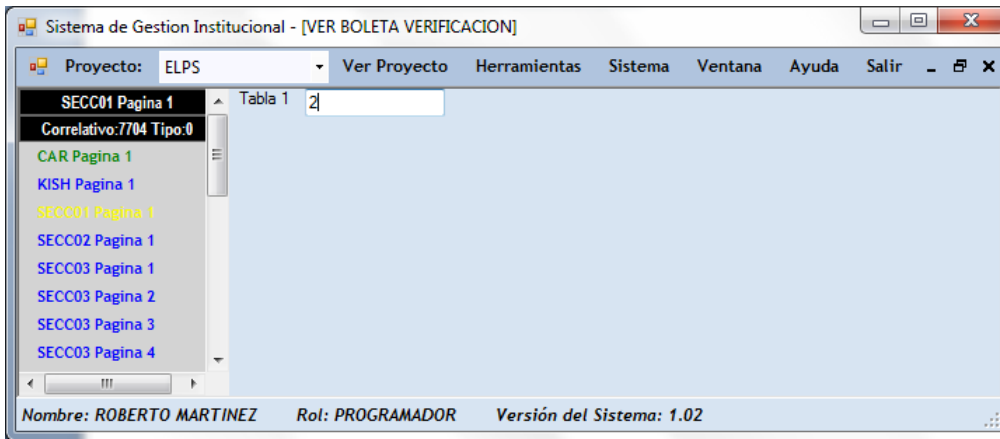 Sistema de Gestion Institucional - [VER BOLETA VERIFICACION]
Proyecto: ELPS Ver Proyecto Herramientas Sistema Ventana Ayuda Salir
SECC01 Pagina 1
Tabla 1 2
Correlativo:7704 Tipo:0
CAR Pagina 1
KISH Pagina 1
SECC01 Pagina 1
SECC02 Pagina 1
SECC03 Pagina 1
SECC03 Pagina 2
SECC03 Pagina 3
SECC03 Pagina 4
Nombre: ROBERTO MARTINEZ Rol: PROGRAMADOR Versión del Sistema: 1.02